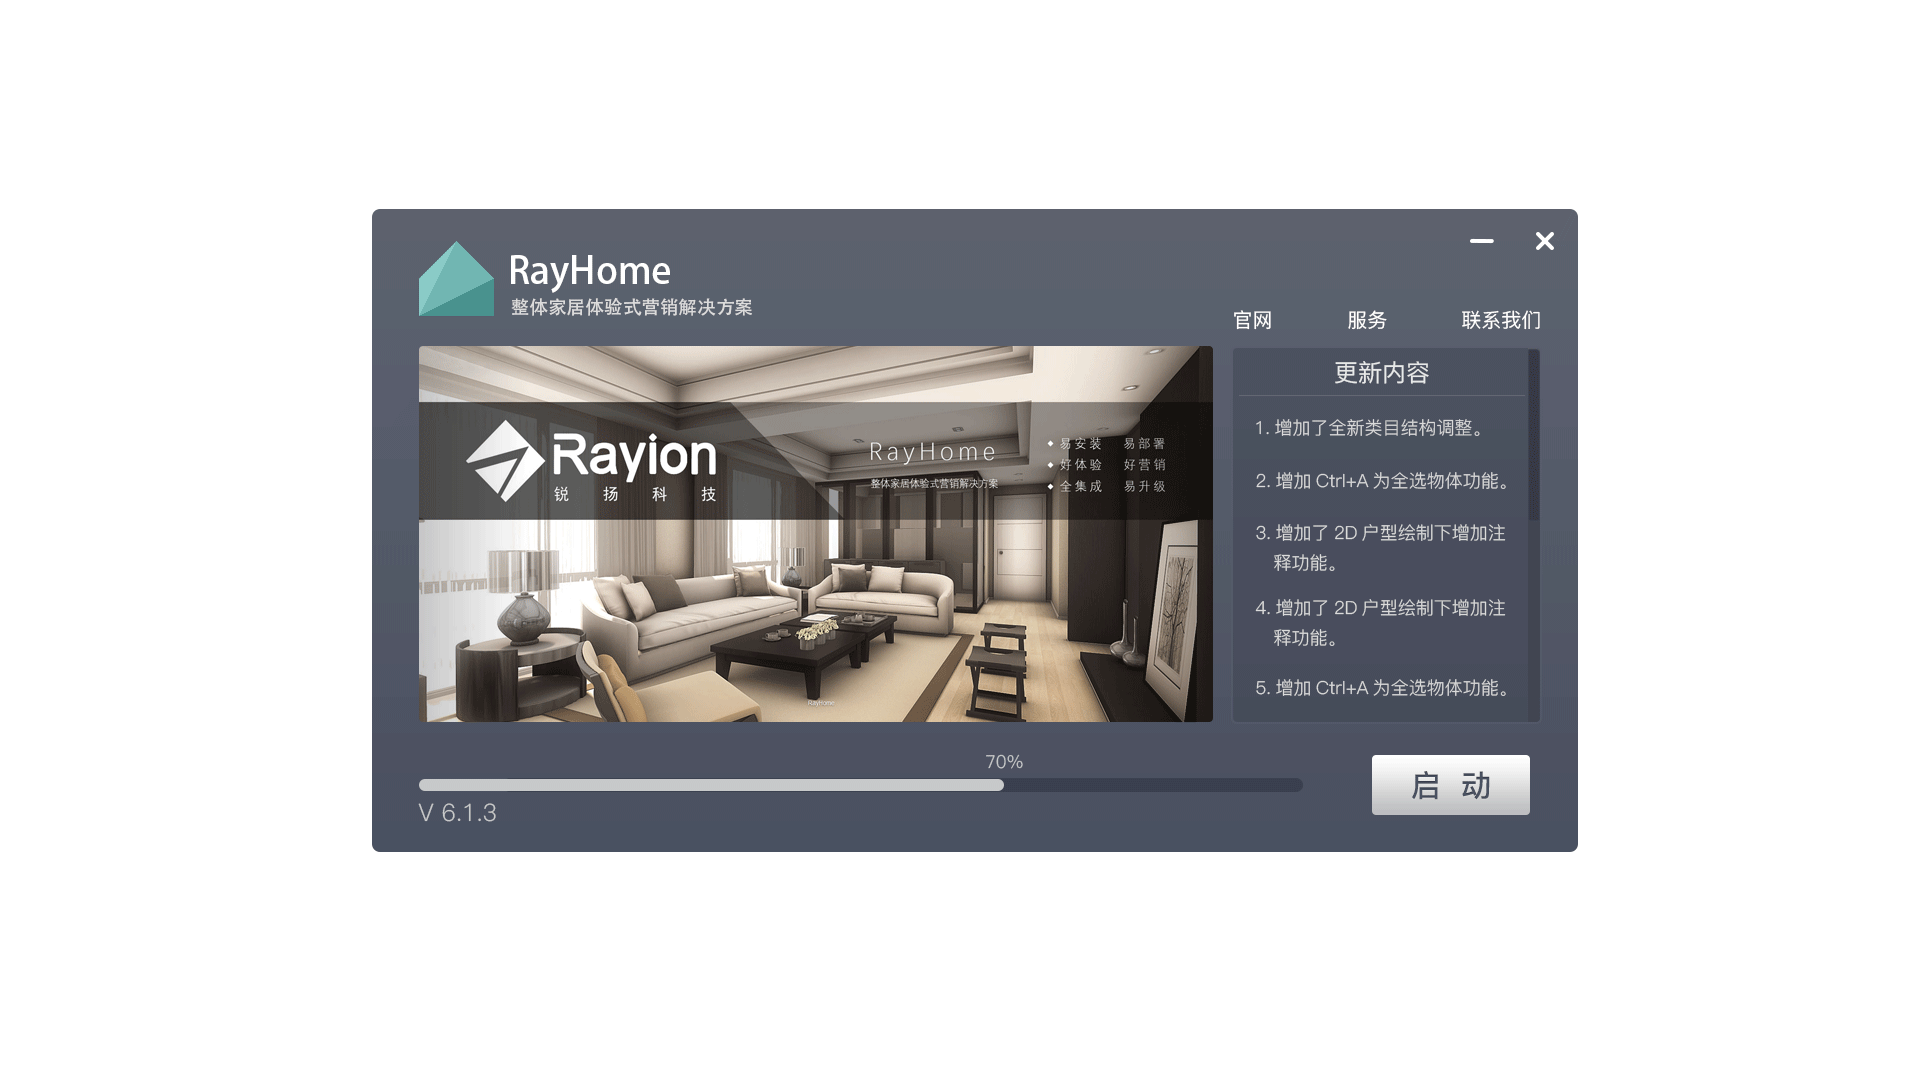 RayHome
整体家居体验式营销解决方案
官网
服务
联系我们
Rayion
锐扬科技
RayHome
整体家居体验式营销解决方案
易安装 易部署
好体验 好营销
全集成 易升级
RayHome
更新内容
1. 增加了全新类目结构调整。
2. 增加 Ctrl+A 为全选物体功能。
3. 增加了 2D 户型绘制下增加注
释功能。
4. 增加了 2D 户型绘制下增加注
释功能。
5. 增加 Ctrl+A 为全选物体功能。
70%
V 6.1.3
启 动